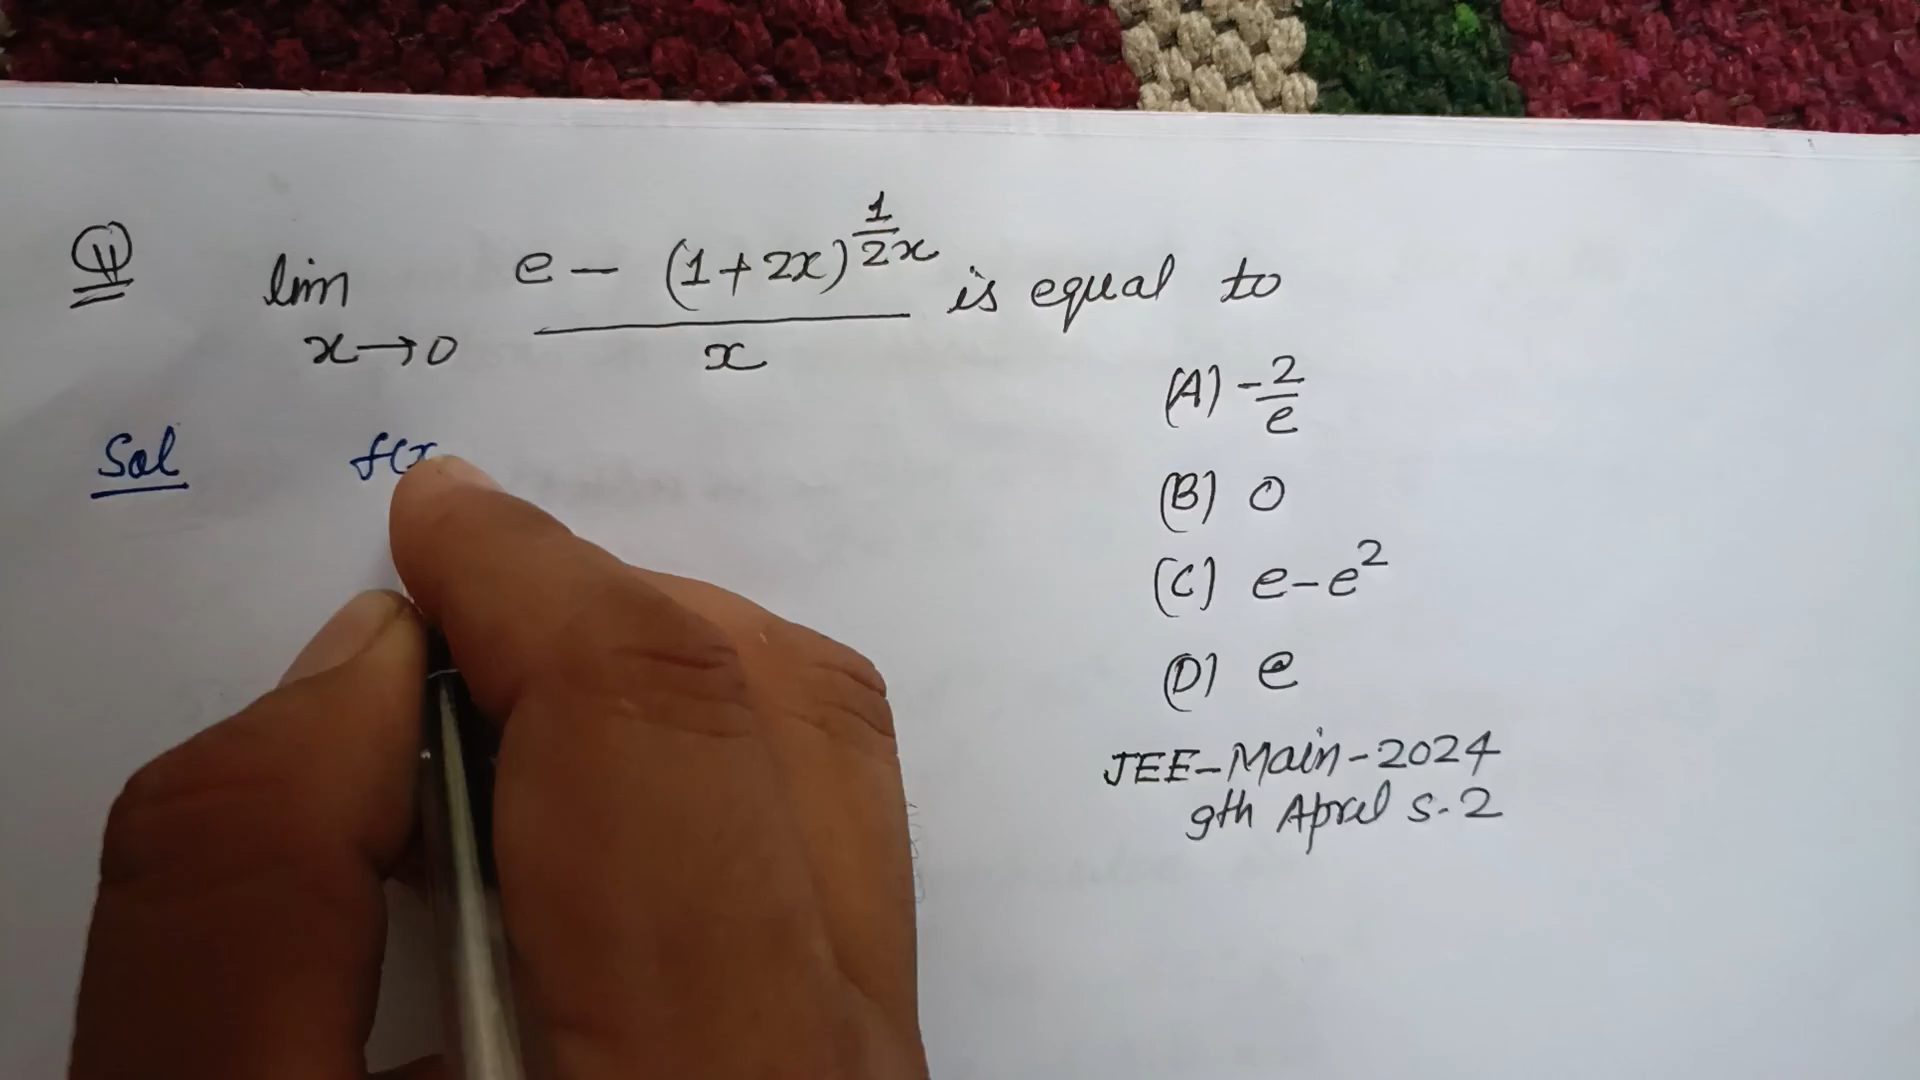 Q lim x→0 (e - (1+2x)^(1/2x))/x is equal to
(A) -2/e
(B) 0
(C) e-e²
(D) e
JEE-Main-2024
9th April S-2
Sol f(x